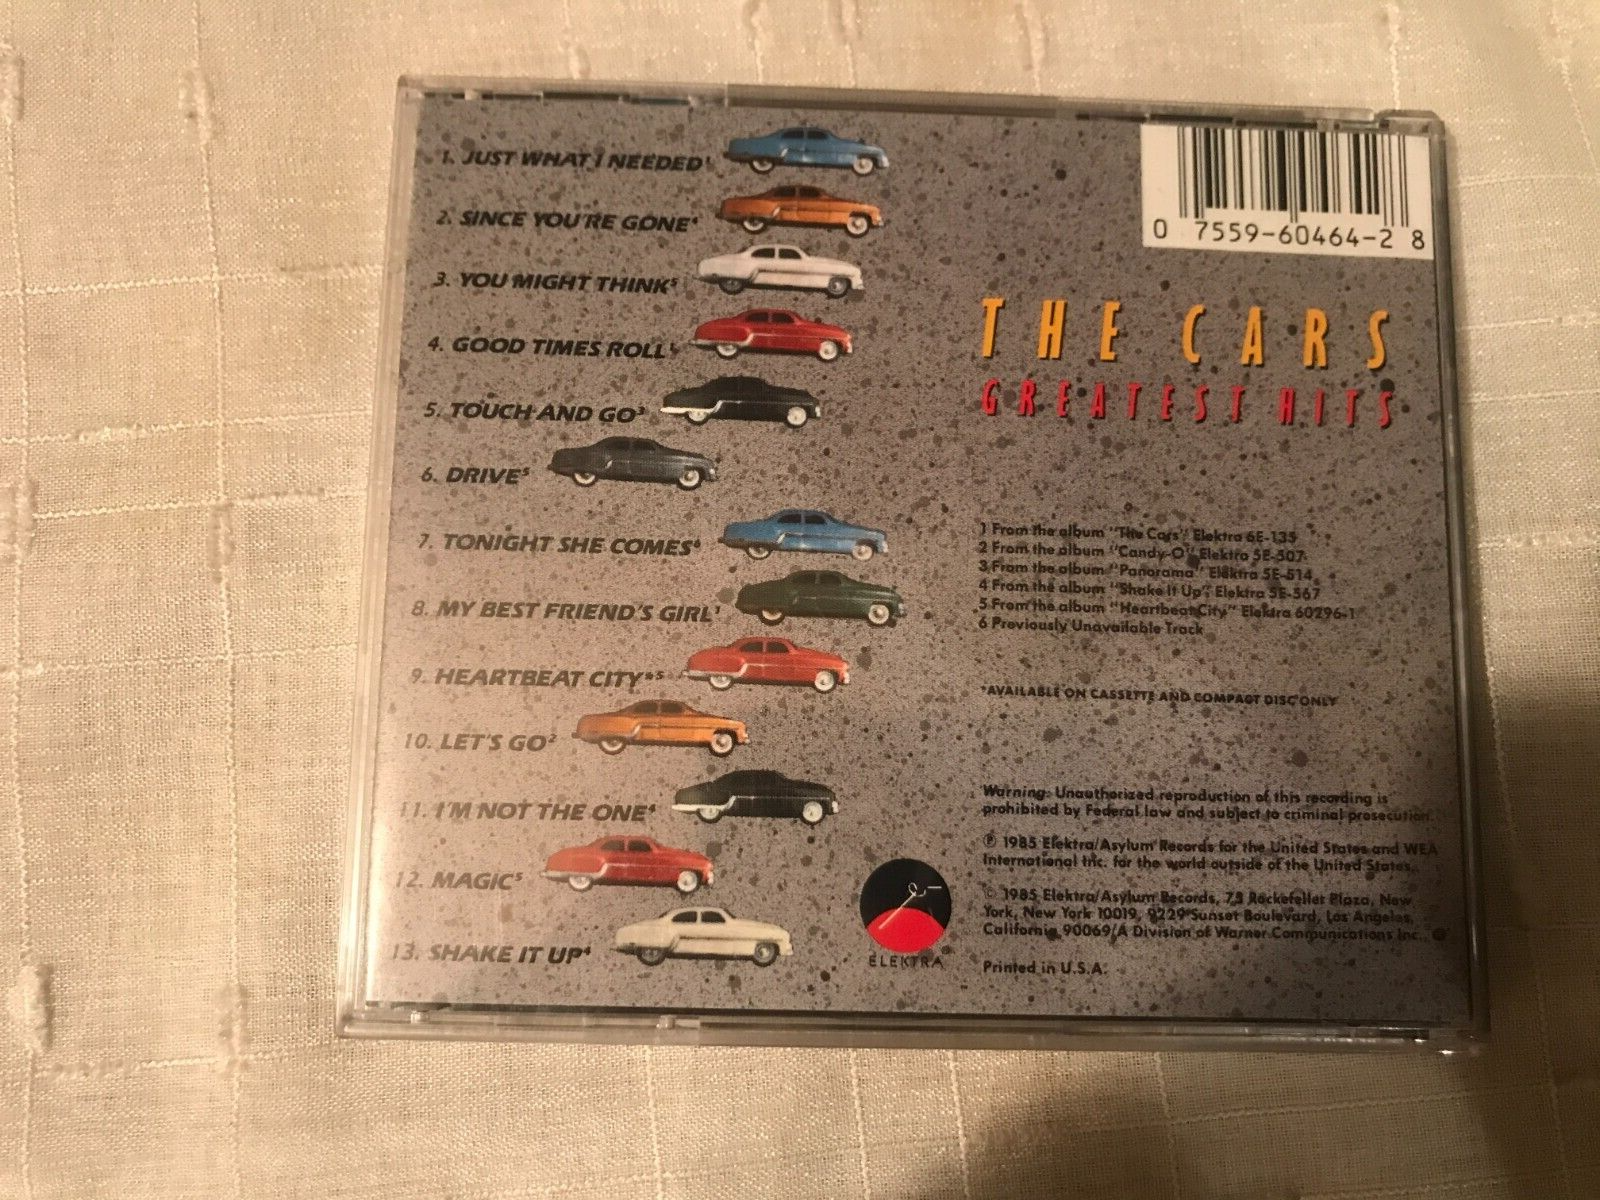 1. JUST WHAT I NEEDED¹
2. SINCE YOU'RE GONE⁴
3. YOU MIGHT THINK⁵
4. GOOD TIMES ROLL¹
5. TOUCH AND GO³
6. DRIVE⁵
7. TONIGHT SHE COMES⁶
8. MY BEST FRIEND'S GIRL¹
9. HEARTBEAT CITY*⁵
10. LET'S GO²
11. I'M NOT THE ONE⁴
12. MAGIC⁵
13. SHAKE IT UP⁴
0 7559-60464-2 8
THE CARS
GREATEST HITS
1 From the album "The Cars" Elektra 6E-135
2 From the album "Candy-O" Elektra 5E-507
3 From the album "Panorama" Elektra 5E-514
4 From the album "Shake It Up" Elektra 5E-567
5 From the album "Heartbeat City" Elektra 60296-1
6 Previously Unavailable Track
*AVAILABLE ON CASSETTE AND COMPACT DISC ONLY
Warning: Unauthorized reproduction of this recording is
prohibited by Federal law and subject to criminal prosecution.
℗ 1985 Elektra/Asylum Records for the United States and WEA
International Inc. for the world outside of the United States.
© 1985 Elektra/Asylum Records, 75 Rockefeller Plaza, New
York, New York 10019, 9229 Sunset Boulevard, Los Angeles,
California 90069/A Division of Warner Communications Inc.
Printed in U.S.A.
ELEKTRA